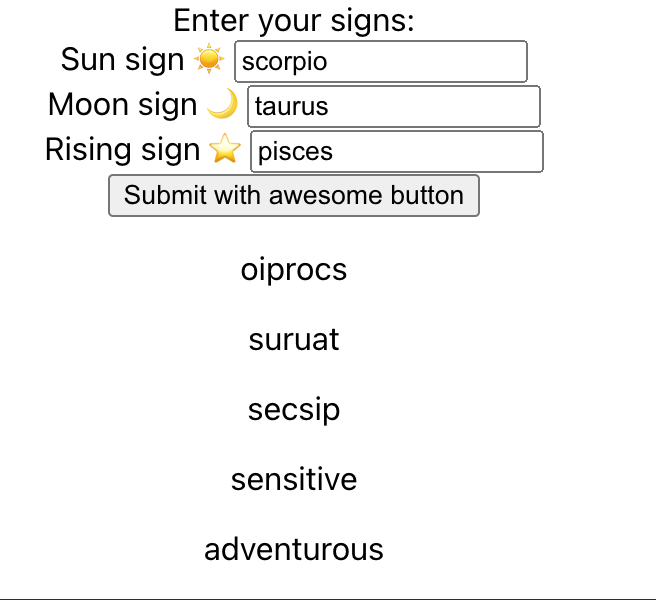 Enter your signs:
Sun sign ☀️ scorpio
Moon sign 🌙 taurus
Rising sign ⭐ pisces
Submit with awesome button
oiprocs
suruat
secsip
sensitive
adventurous